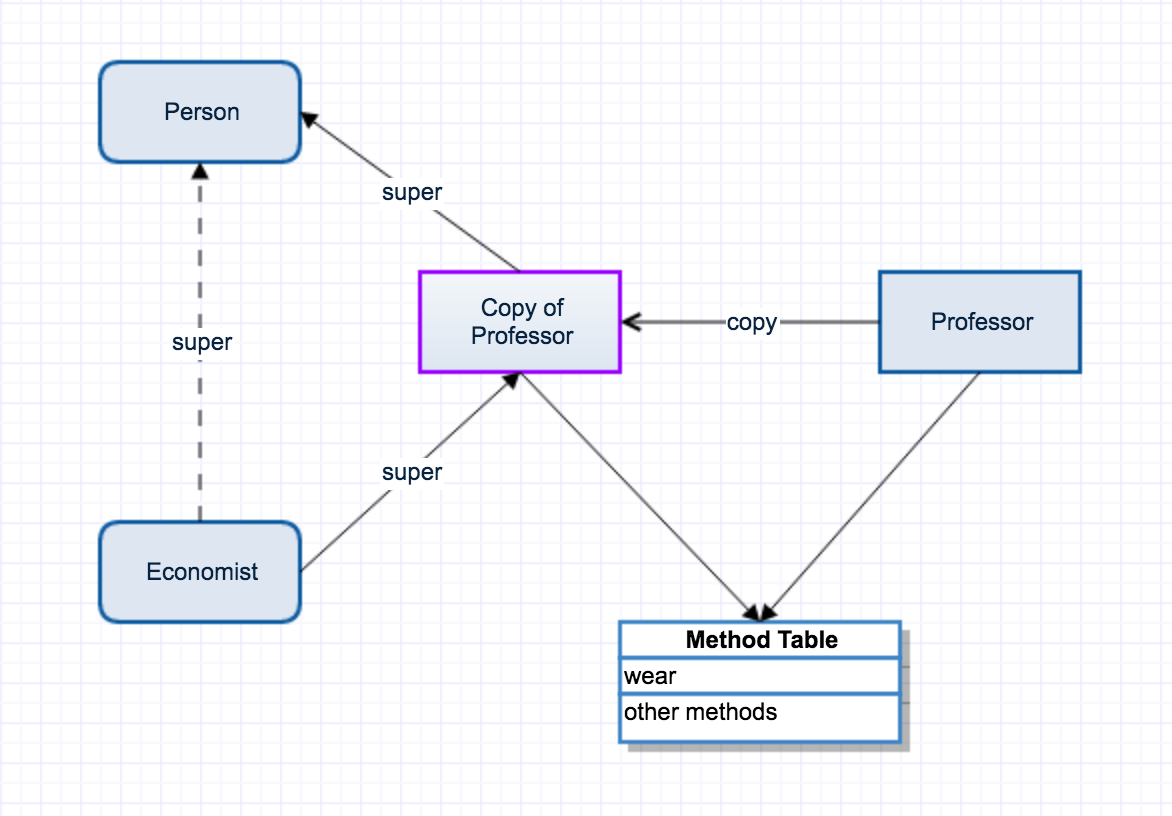 Person
super
Copy of
Professor
copy
Professor
super
super
Economist
Method Table
wear
other methods